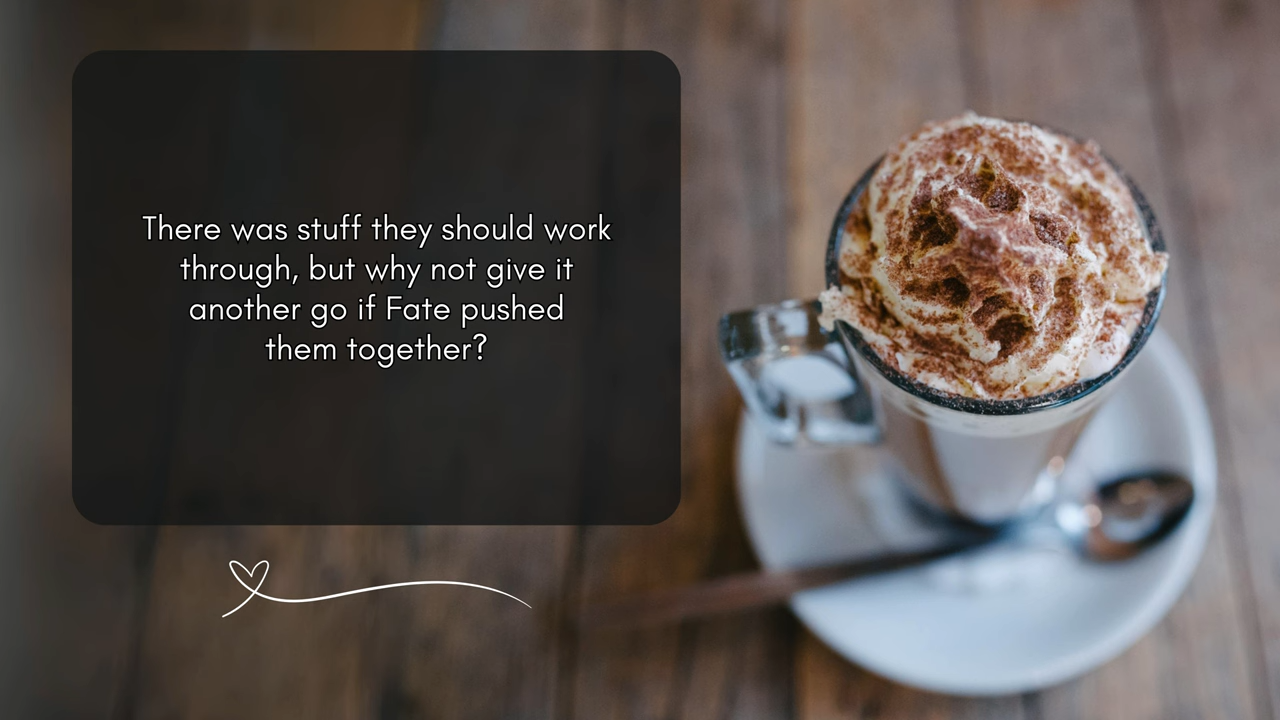 There was stuff they should work
through, but why not give it
another go if Fate pushed
them together?